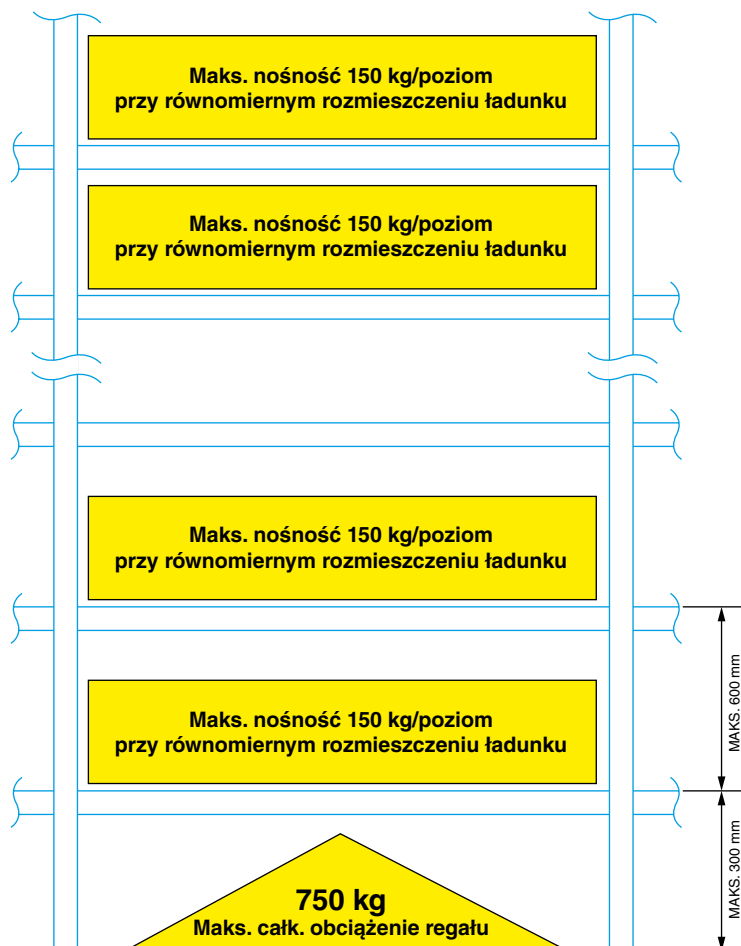 Maks. nośność 150 kg/poziom
przy równomiernym rozmieszczeniu ładunku
Maks. nośność 150 kg/poziom
przy równomiernym rozmieszczeniu ładunku
Maks. nośność 150 kg/poziom
przy równomiernym rozmieszczeniu ładunku
MAKS. 600 mm
Maks. nośność 150 kg/poziom
przy równomiernym rozmieszczeniu ładunku
MAKS. 300 mm
750 kg
Maks. całk. obciążenie regału